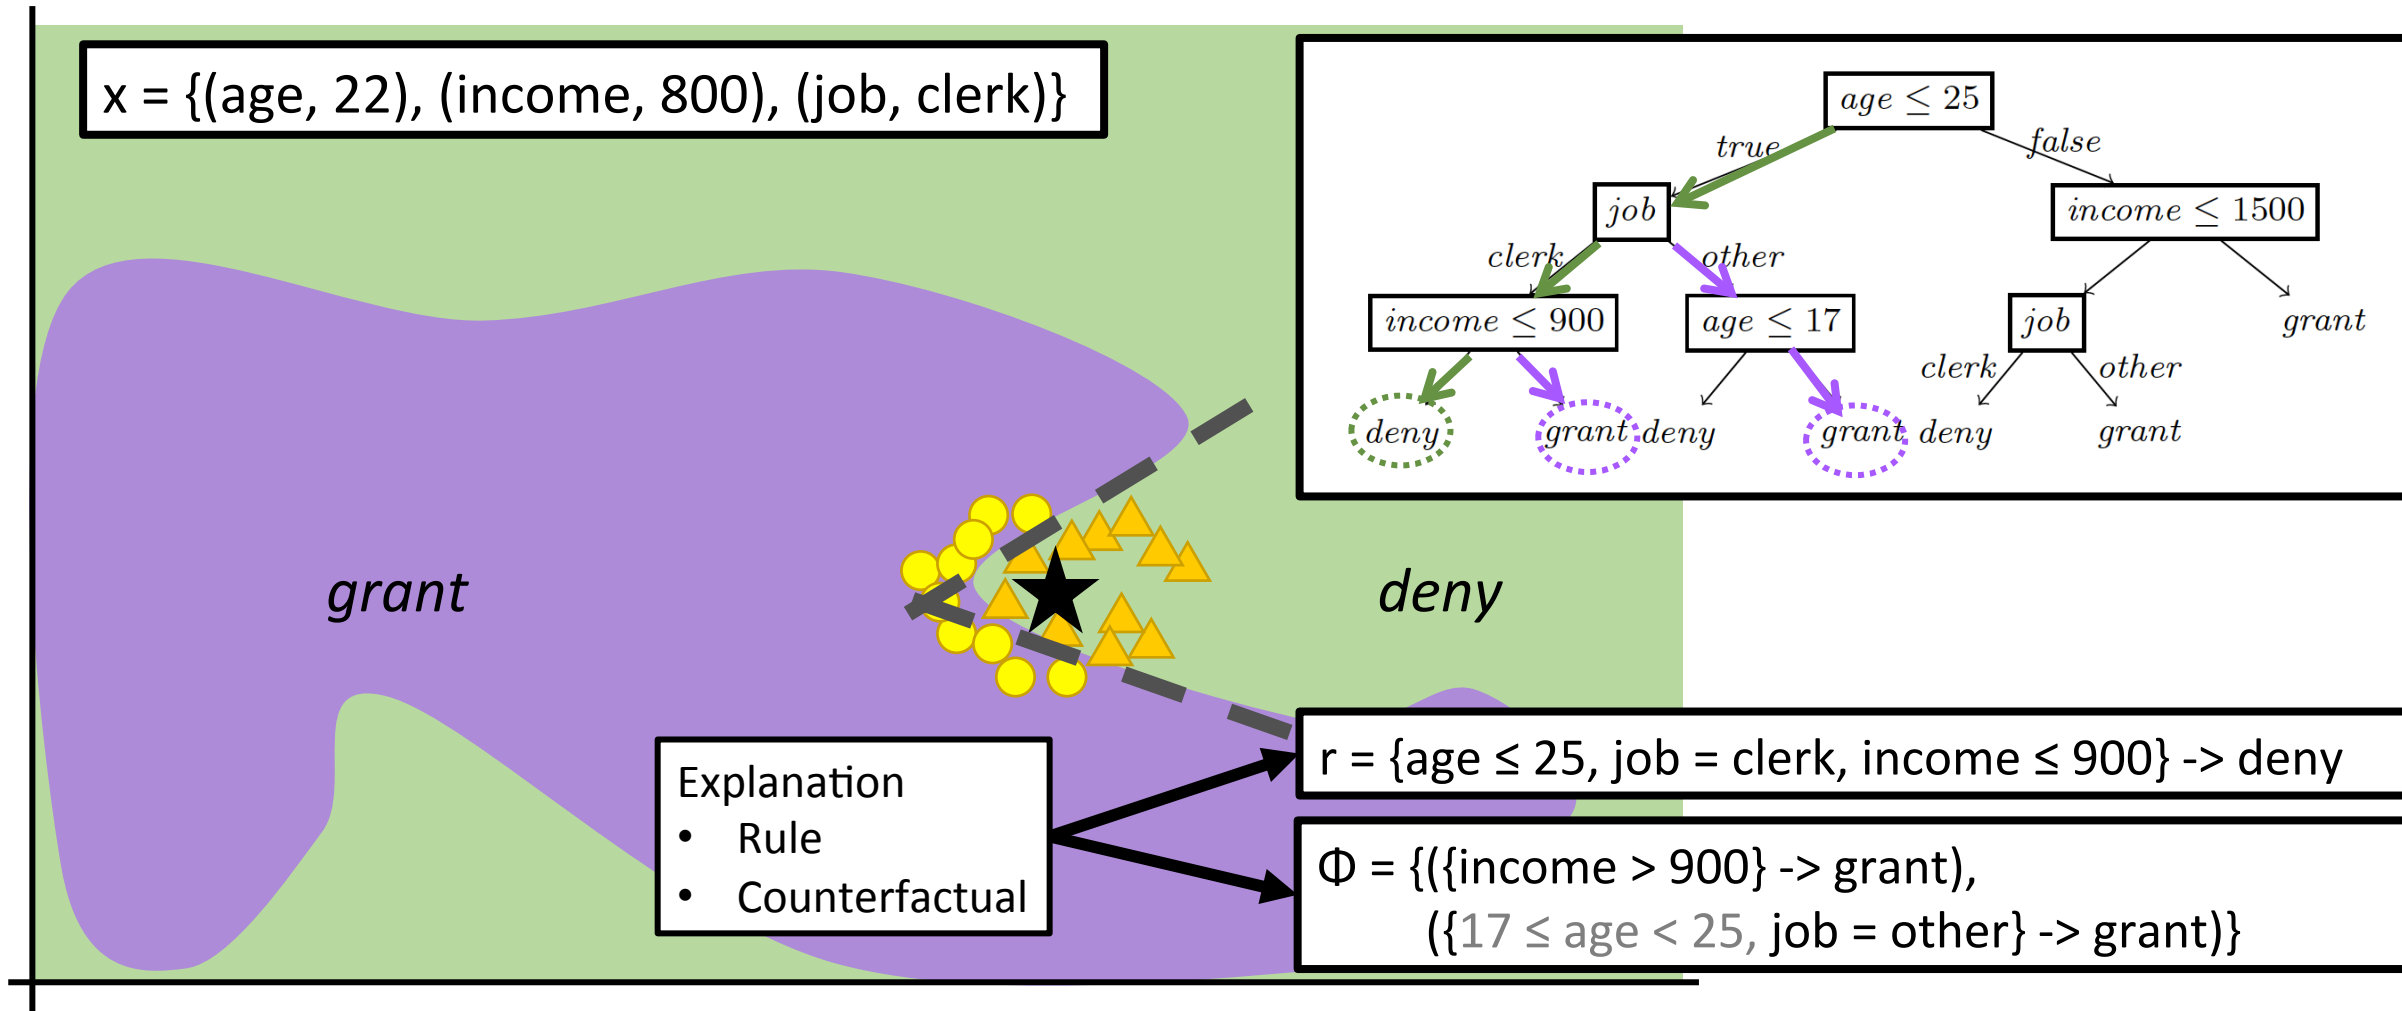 x = {(age, 22), (income, 800), (job, clerk)}
age ≤ 25
true
false
job
income ≤ 1500
clerk
other
income ≤ 900
age ≤ 17
job
grant
clerk
other
deny
grant
deny
grant
deny
grant
grant
deny
Explanation
• Rule
• Counterfactual
r = {age ≤ 25, job = clerk, income ≤ 900} -> deny
Φ = {({income > 900} -> grant),
({17 ≤ age < 25, job = other} -> grant)}